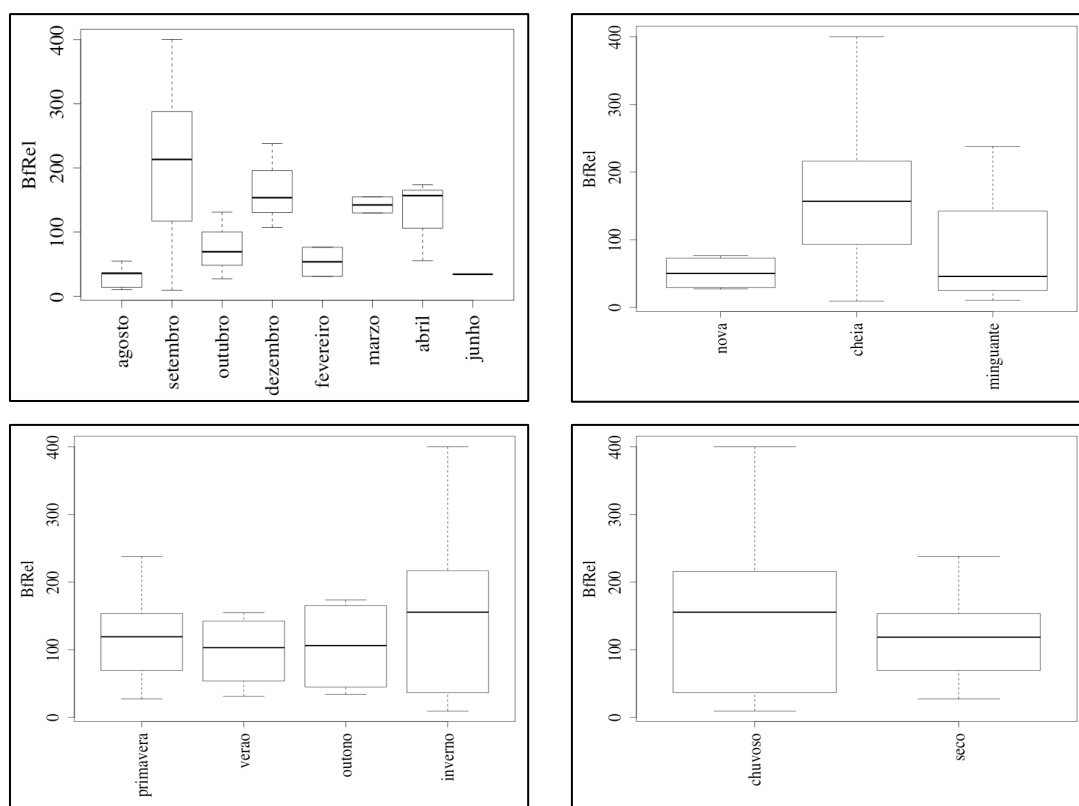 BfRel
400
300
200
100
0
agosto
setembro
outubro
dezembro
fevereiro
marzo
abril
junho
BfRel
400
300
200
100
0
nova
cheia
minguante
BfRel
400
300
200
100
0
primavera
verao
outono
inverno
BfRel
400
300
200
100
0
chuvoso
seco